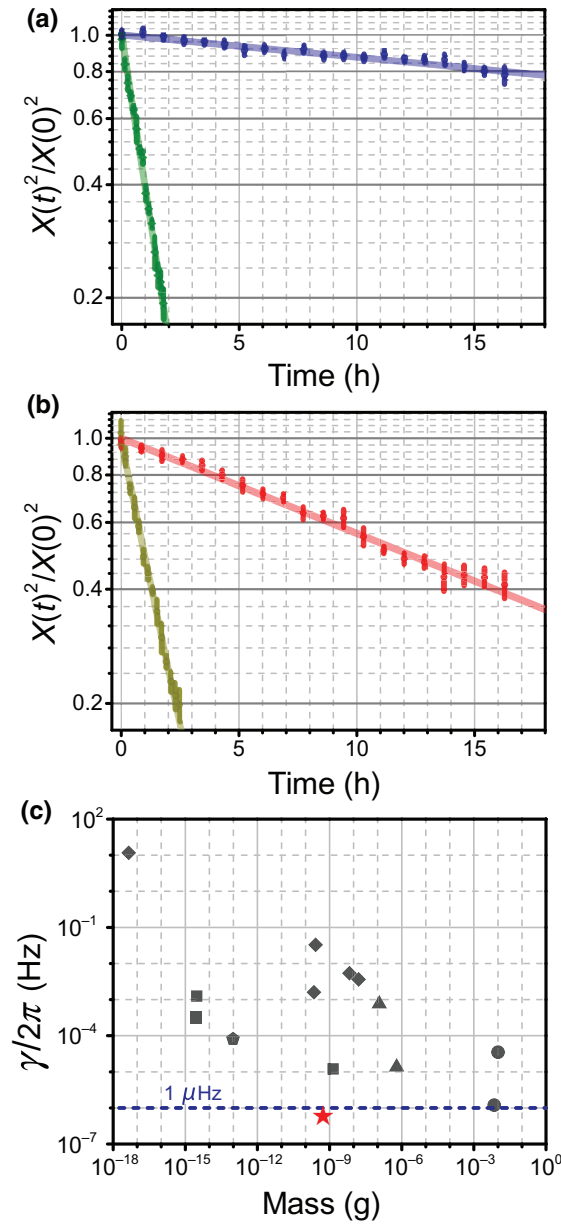 (a)
X(t)²/X(0)²
1.0
0.8
0.6
0.4
0.2
0 5 10 15
Time (h)
(b)
X(t)²/X(0)²
1.0
0.8
0.6
0.4
0.2
0 5 10 15
Time (h)
(c)
γ/2π (Hz)
10²
10⁻¹
10⁻⁴
10⁻⁷
1 μHz
10⁻¹⁸ 10⁻¹⁵ 10⁻¹² 10⁻⁹ 10⁻⁶ 10⁻³ 10⁰
Mass (g)